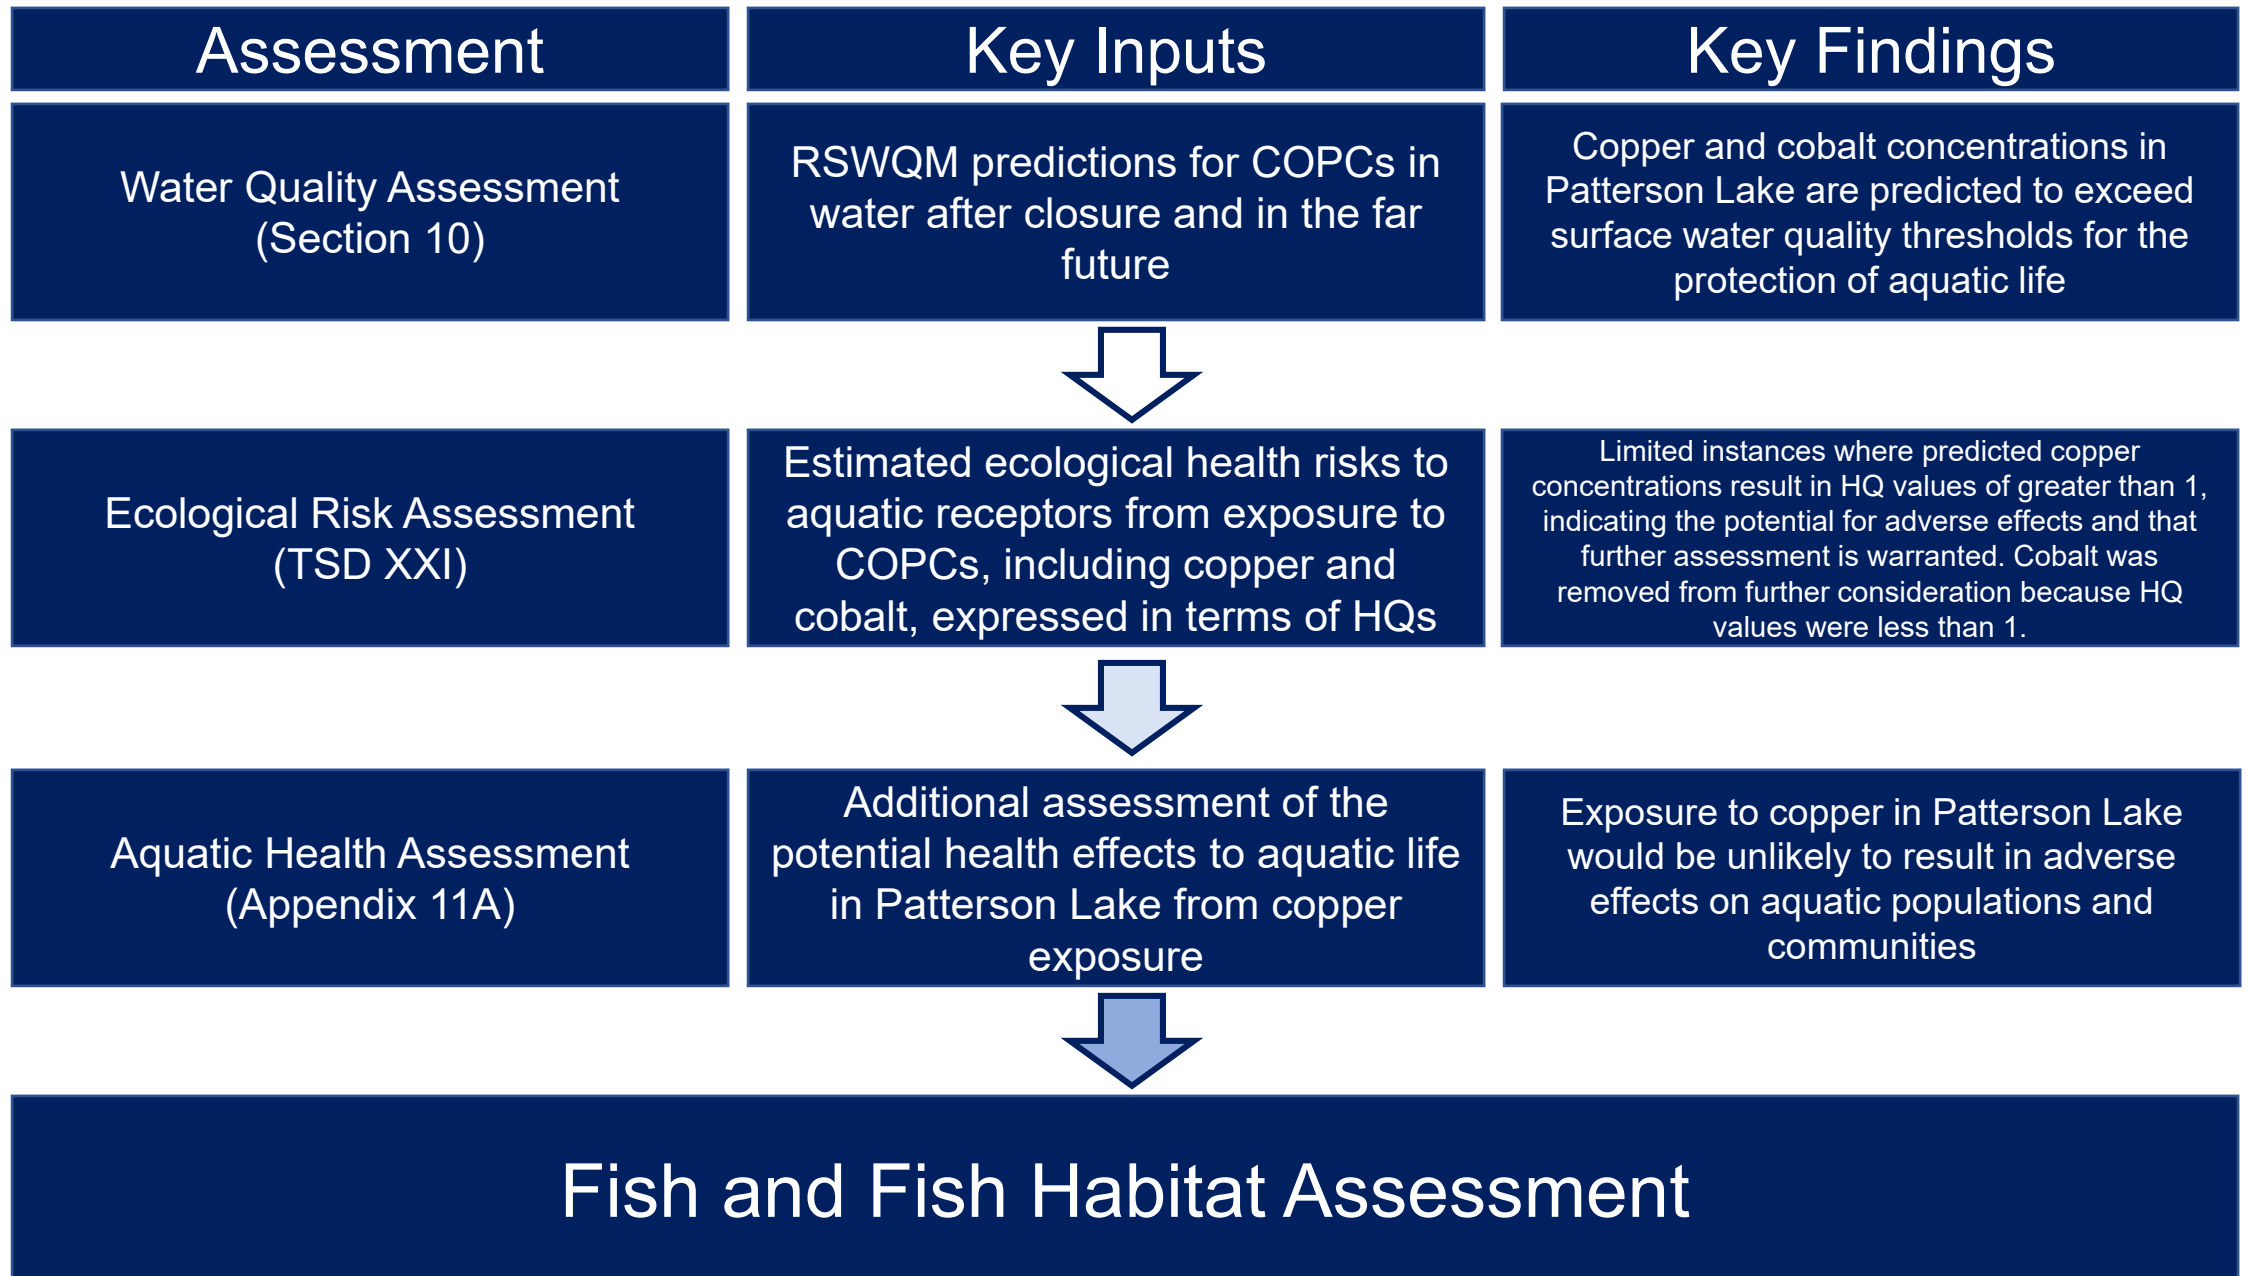 Assessment
Key Inputs
Key Findings
Water Quality Assessment
(Section 10)
RSWQM predictions for COPCs in
water after closure and in the far
future
Copper and cobalt concentrations in
Patterson Lake are predicted to exceed
surface water quality thresholds for the
protection of aquatic life
Ecological Risk Assessment
(TSD XXI)
Estimated ecological health risks to
aquatic receptors from exposure to
COPCs, including copper and
cobalt, expressed in terms of HQs
Limited instances where predicted copper
concentrations result in HQ values of greater than 1,
indicating the potential for adverse effects and that
further assessment is warranted. Cobalt was
removed from further consideration because HQ
values were less than 1.
Aquatic Health Assessment
(Appendix 11A)
Additional assessment of the
potential health effects to aquatic life
in Patterson Lake from copper
exposure
Exposure to copper in Patterson Lake
would be unlikely to result in adverse
effects on aquatic populations and
communities
Fish and Fish Habitat Assessment